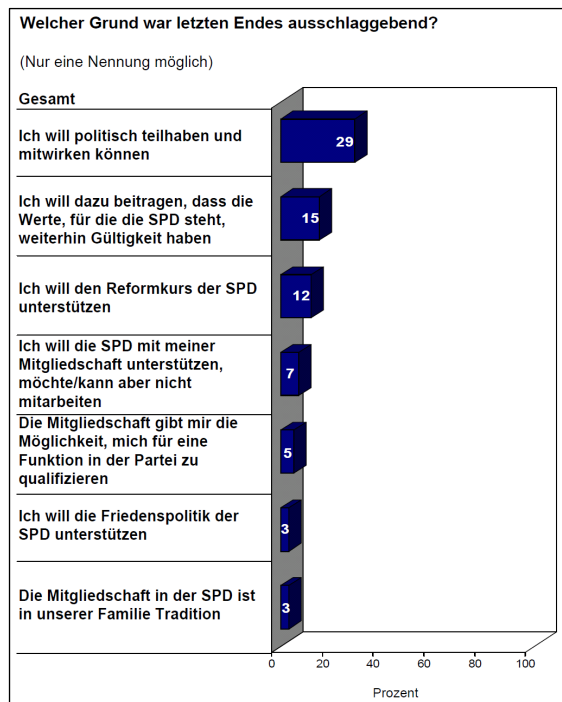 Welcher Grund war letzten Endes ausschlaggebend?
(Nur eine Nennung möglich)
Gesamt
Ich will politisch teilhaben und
mitwirken können
29
Ich will dazu beitragen, dass die
Werte, für die die SPD steht,
weiterhin Gültigkeit haben
15
Ich will den Reformkurs der SPD
unterstützen
12
Ich will die SPD mit meiner
Mitgliedschaft unterstützen,
möchte/kann aber nicht
mitarbeiten
7
Die Mitgliedschaft gibt mir die
Möglichkeit, mich für eine
Funktion in der Partei zu
qualifizieren
5
Ich will die Friedenspolitik der
SPD unterstützen
3
Die Mitgliedschaft in der SPD ist
in unserer Familie Tradition
3
0 20 40 60 80 100
Prozent